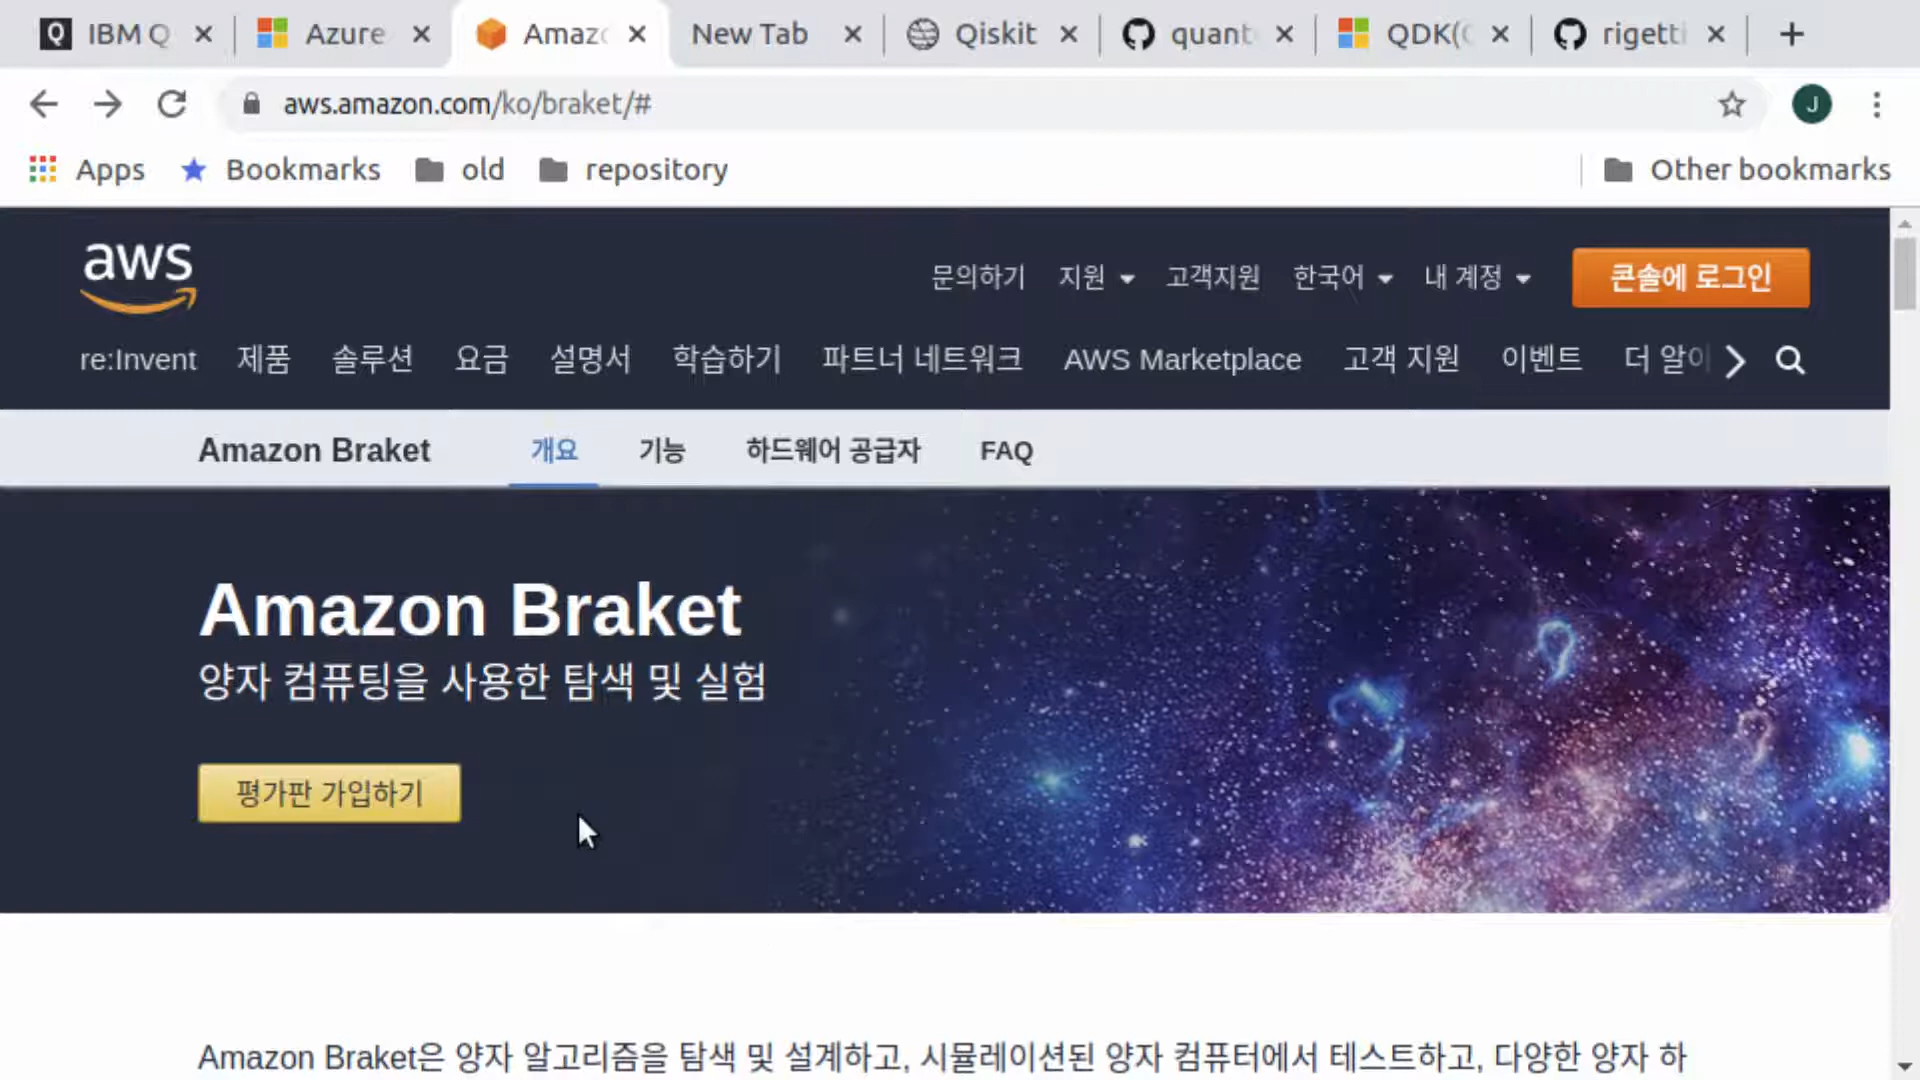 IBM Q
Azure
Amaz
New Tab
Qiskit
quant
QDK(
rigetti
aws.amazon.com/ko/braket/#
J
Apps
Bookmarks
old
repository
Other bookmarks
aws
문의하기 지원 고객지원 한국어 내 계정 콘솔에 로그인
re:Invent 제품 솔루션 요금 설명서 학습하기 파트너 네트워크 AWS Marketplace 고객 지원 이벤트 더 알아
Amazon Braket 개요 기능 하드웨어 공급자 FAQ
Amazon Braket
양자 컴퓨팅을 사용한 탐색 및 실험
평가판 가입하기
Amazon Braket은 양자 알고리즘을 탐색 및 설계하고, 시뮬레이션된 양자 컴퓨터에서 테스트하고, 다양한 양자 하